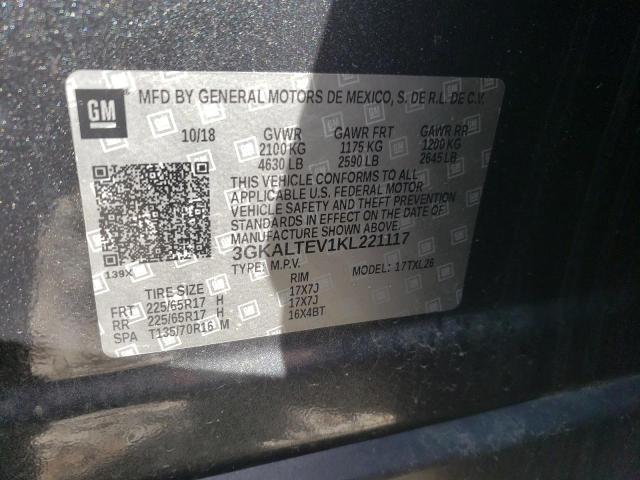 GM
MFD BY GENERAL MOTORS DE MEXICO, S. DE R.L. DE C.V.
10/18 GVWR GAWR FRT GAWR RR
2100 KG 1175 KG 1200 KG
4630 LB 2590 LB 2645 LB
THIS VEHICLE CONFORMS TO ALL
APPLICABLE U.S. FEDERAL MOTOR
VEHICLE SAFETY AND THEFT PREVENTION
STANDARDS IN EFFECT ON THE DATE OF
MANUFACTURE SHOWN ABOVE.
3GKALTEV1KL221117
139X
TYPE: M.P.V. MODEL: 17TXL26
TIRE SIZE RIM
FRT 225/65R17 H 17X7J
RR 225/65R17 H 17X7J
SPA T135/70R16 M 16X4BT